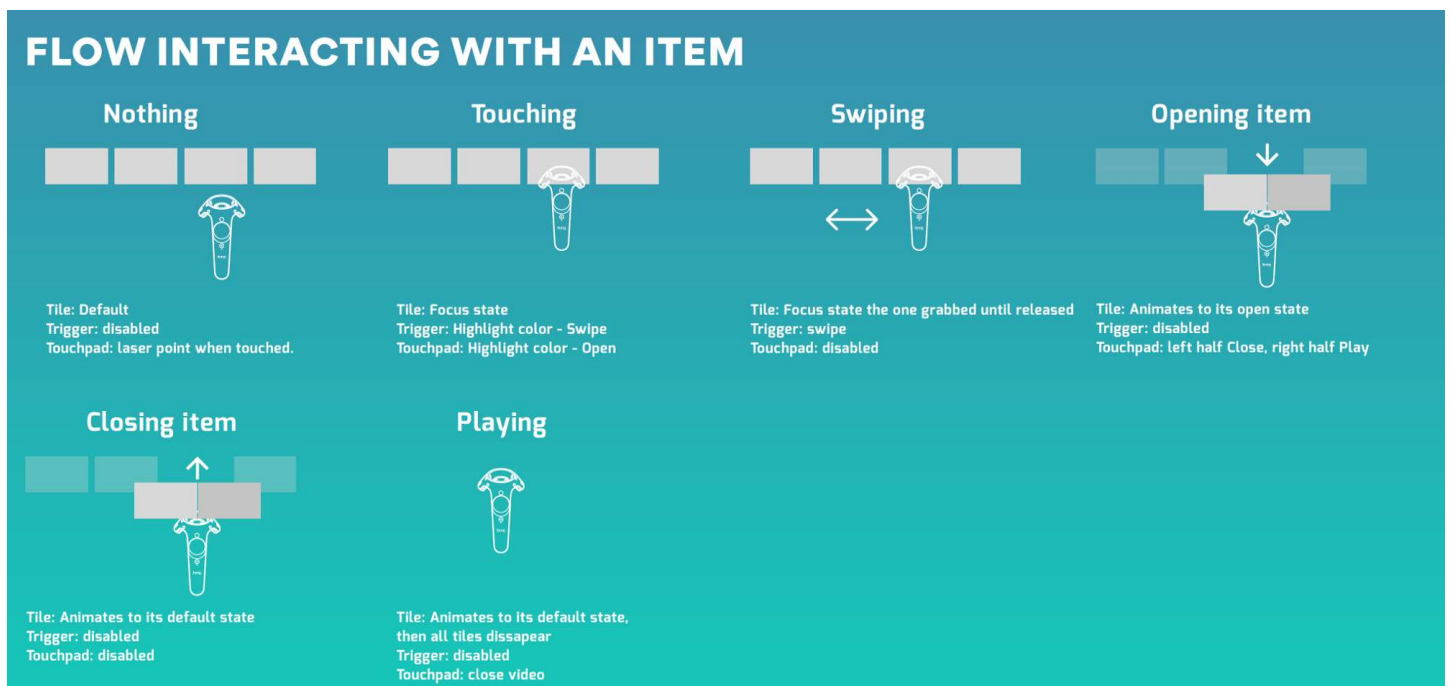 FLOW INTERACTING WITH AN ITEM
Nothing
Tile: Default
Trigger: disabled
Touchpad: laser point when touched.
Touching
Tile: Focus state
Trigger: Highlight color - Swipe
Touchpad: Highlight color - Open
Swiping
Tile: Focus state the one grabbed until released
Trigger: swipe
Touchpad: disabled
Opening item
Tile: Animates to its open state
Trigger: disabled
Touchpad: left half Close, right half Play
Closing item
Tile: Animates to its default state
Trigger: disabled
Touchpad: disabled
Playing
Tile: Animates to its default state,
then all tiles dissapear
Trigger: disabled
Touchpad: close video